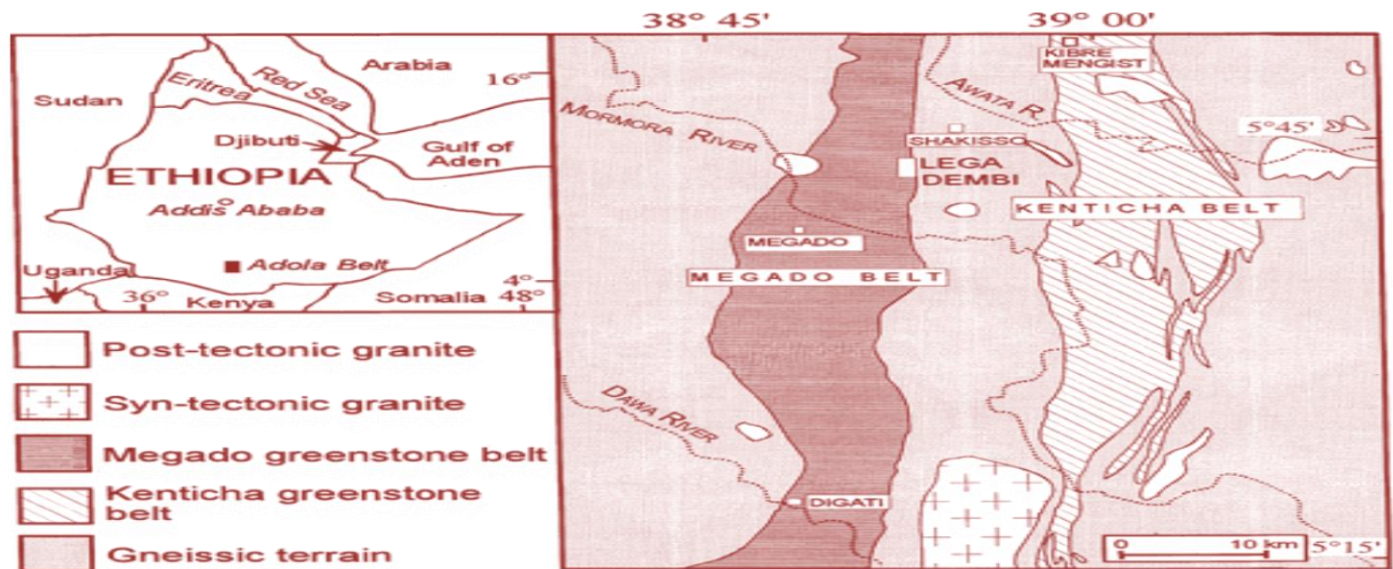 38° 45'
39° 00'
Sudan
Eritrea
Red Sea
Arabia
16°
Djibuti
Gulf of
Aden
ETHIOPIA
Addis Ababa
Adola Belt
Uganda
36°
Kenya
Somalia
4°
48°
KIBRE
MENGIST
MORMORA RIVER
AWATA R
5°45'
SHAKISSO
LEGA
DEMBI
KENTICHA BELT
MEGADO
MEGADO BELT
DAWA RIVER
DIGATI
0 10 km
5°15'
Post-tectonic granite
Syn-tectonic granite
Megado greenstone belt
Kenticha greenstone
belt
Gneissic terrain